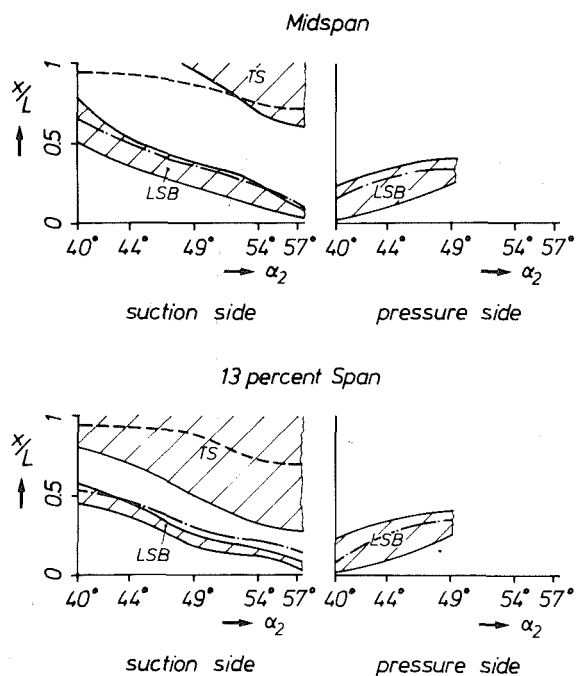 Midspan
x/L
1
0.5
0
TS
LSB
LSB
40° 44° 49° 54° 57°
α₂
40° 44° 49° 54° 57°
α₂
suction side
pressure side
13 percent Span
x/L
1
0.5
0
TS
LSB
LSB
40° 44° 49° 54° 57°
α₂
40° 44° 49° 54° 57°
α₂
suction side
pressure side